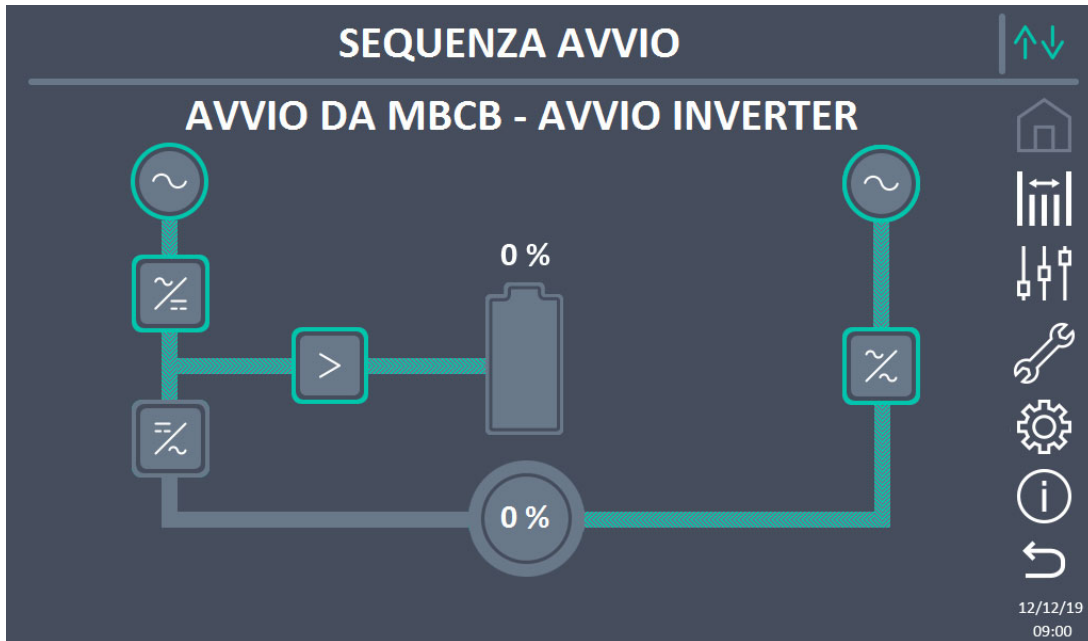 SEQUENZA AVVIO
AVVIO DA MBCB - AVVIO INVERTER
0 %
0 %
12/12/19
09:00